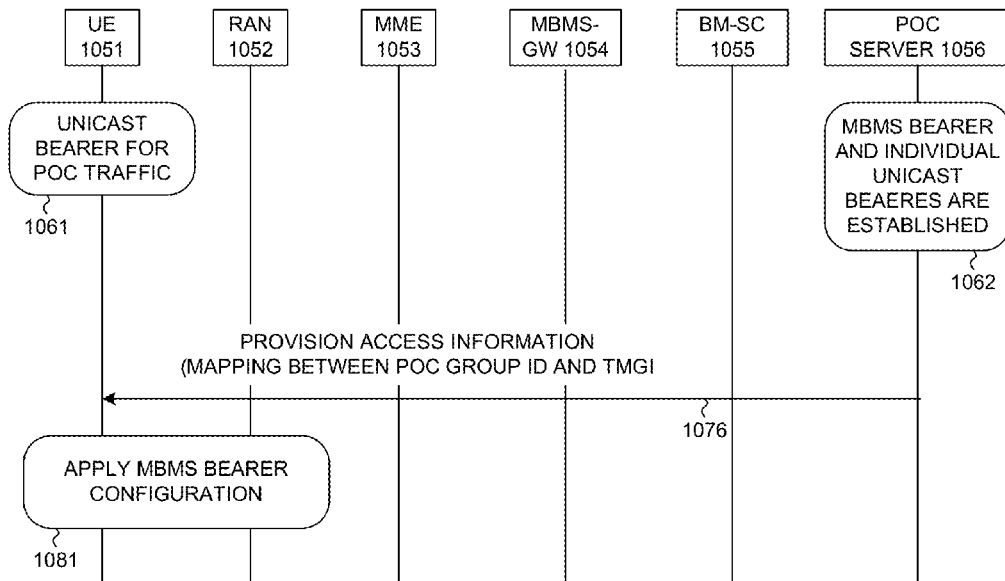 UE
1051
RAN
1052
MME
1053
MBMS-
GW 1054
BM-SC
1055
POC
SERVER 1056
UNICAST
BEARER FOR
POC TRAFFIC
1061
MBMS BEARER
AND INDIVIDUAL
UNICAST
BEAERES ARE
ESTABLISHED
1062
PROVISION ACCESS INFORMATION
(MAPPING BETWEEN POC GROUP ID AND TMGI
1076
APPLY MBMS BEARER
CONFIGURATION
1081